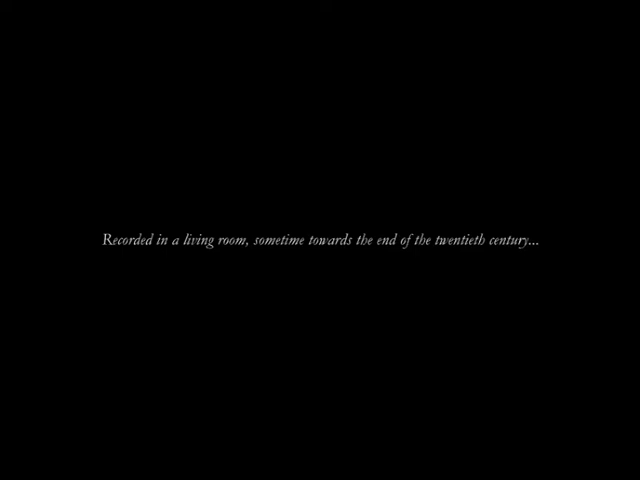 Recorded in a living room, sometime towards the end of the twentieth century...